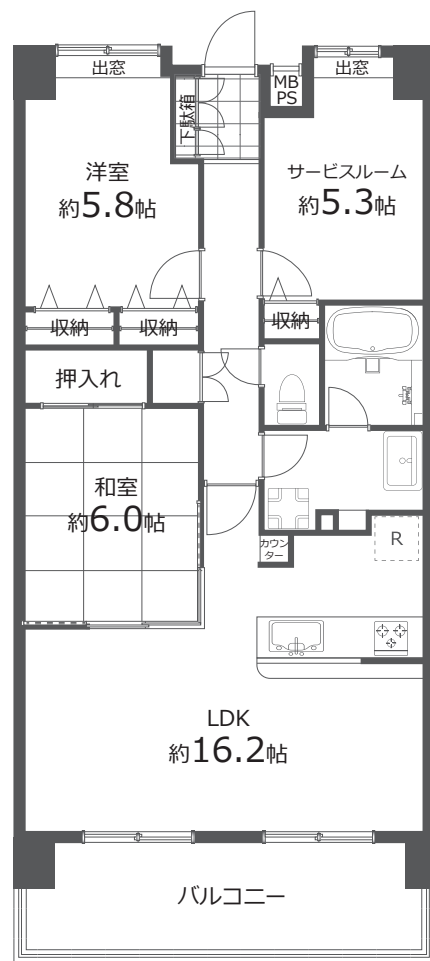 出窓
MB
PS
出窓
下駄箱
洋室
約5.8帖
サービスルーム
約5.3帖
収納
収納
収納
押入れ
和室
約6.0帖
カウン
ター
R
LDK
約16.2帖
バルコニー